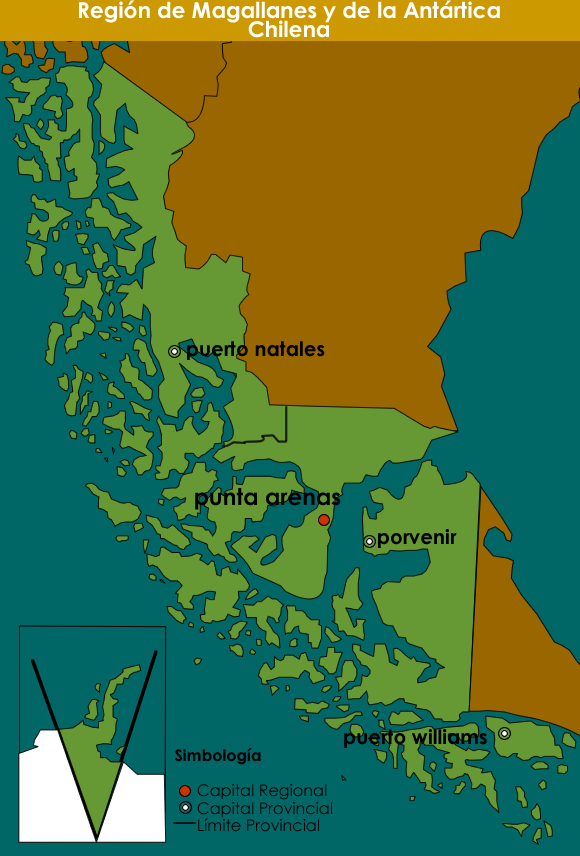 Región de Magallanes y de la Antártica
Chilena
puerto natales
punta arenas
porvenir
puerto williams
Simbología
Capital Regional
Capital Provincial
Límite Provincial